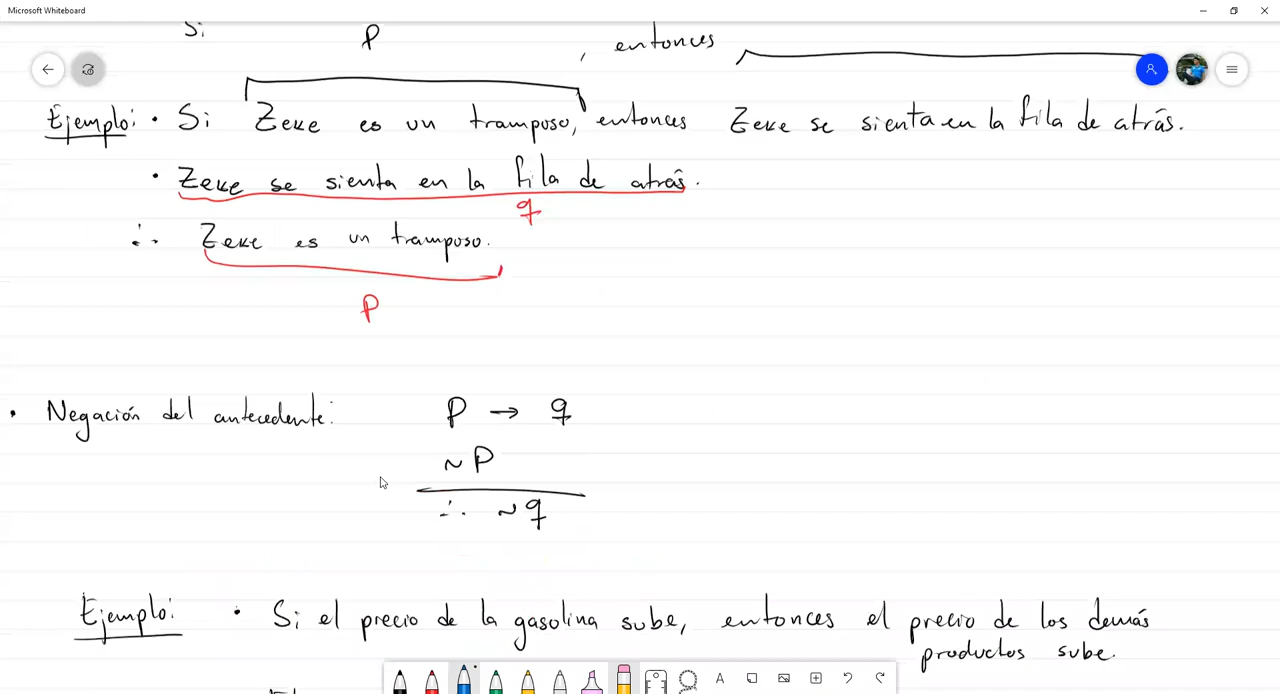 Microsoft Whiteboard
Si P , entonces
Ejemplo: • Si Zeke es un tramposo, entonces Zeke se sienta en la fila de atrás.
• Zeke se sienta en la fila de atrás.
q
∴ Zeke es un tramposo.
P
• Negación del antecedente: P → q
~P
∴ ~q
Ejemplo: • Si el precio de la gasolina sube, entonces el precio de los demás
productos sube.